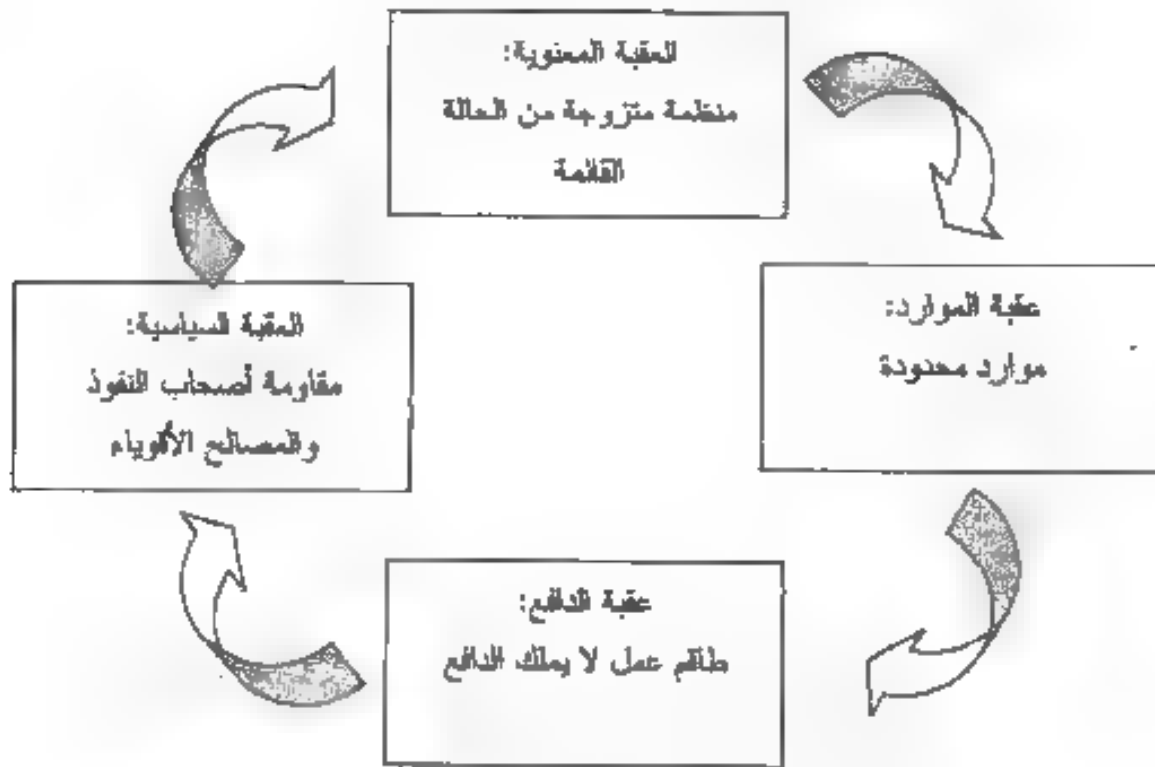 العقبة المعنوية:
منظمة متزوجة من الحالة
القائمة
عقبة الموارد:
موارد محدودة
عقبة الدافع:
طاقم عمل لا يملك الدافع
العقبة السياسية:
مقاومة أصحاب النفوذ
والمصالح الأقوياء